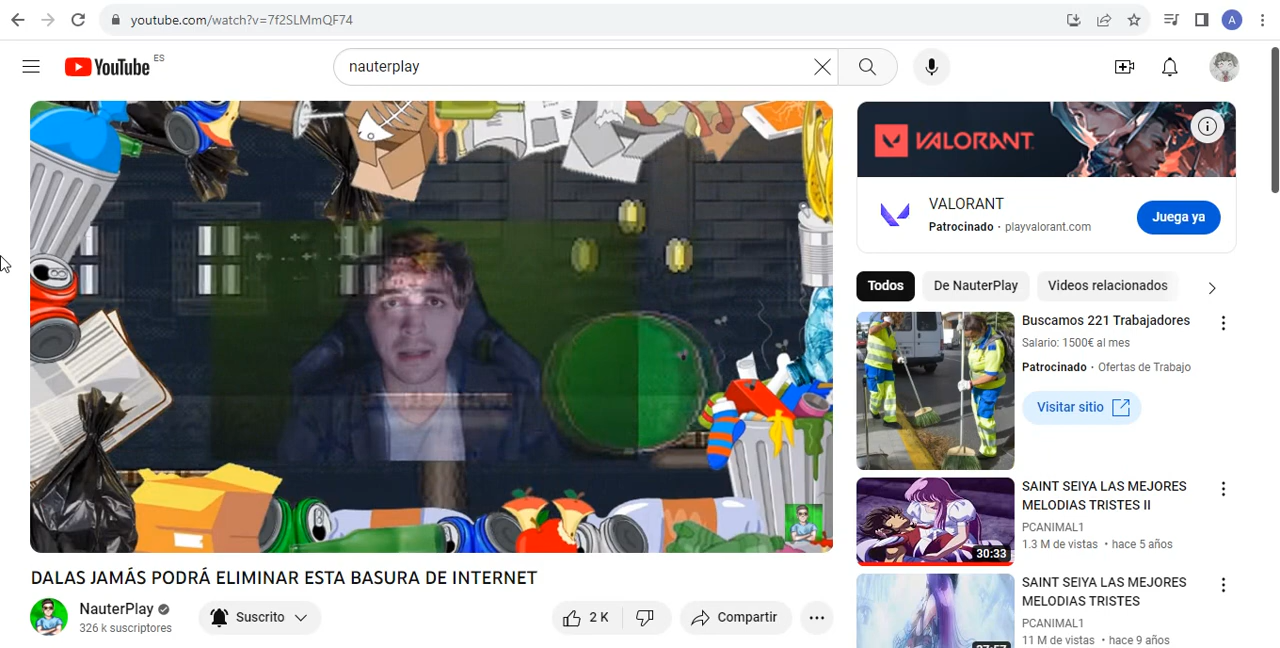 youtube.com/watch?v=7f2SLMmQF74
A
YouTube ES
nauterplay
VALORANT
VALORANT
Patrocinado · playvalorant.com
Juega ya
Todos
De NauterPlay
Videos relacionados
Buscamos 221 Trabajadores
Salario: 1500€ al mes
Patrocinado · Ofertas de Trabajo
Visitar sitio
SAINT SEIYA LAS MEJORES
MELODIAS TRISTES II
PCANIMAL1
1.3 M de vistas • hace 5 años
30:33
SAINT SEIYA LAS MEJORES
MELODIAS TRISTES
PCANIMAL1
11 M de vistas • hace 9 años
DALAS JAMÁS PODRÁ ELIMINAR ESTA BASURA DE INTERNET
NauterPlay
326 k suscriptores
Suscrito
2 K
Compartir